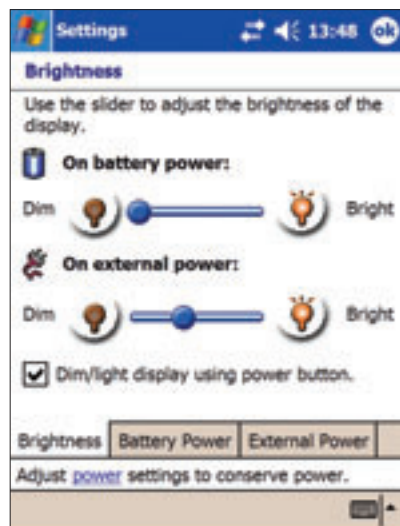 Settings 13:48 ok
Brightness
Use the slider to adjust the brightness of the
display.
On battery power:
Dim Bright
On external power:
Dim Bright
Dim/light display using power button.
Brightness Battery Power External Power
Adjust power settings to conserve power.